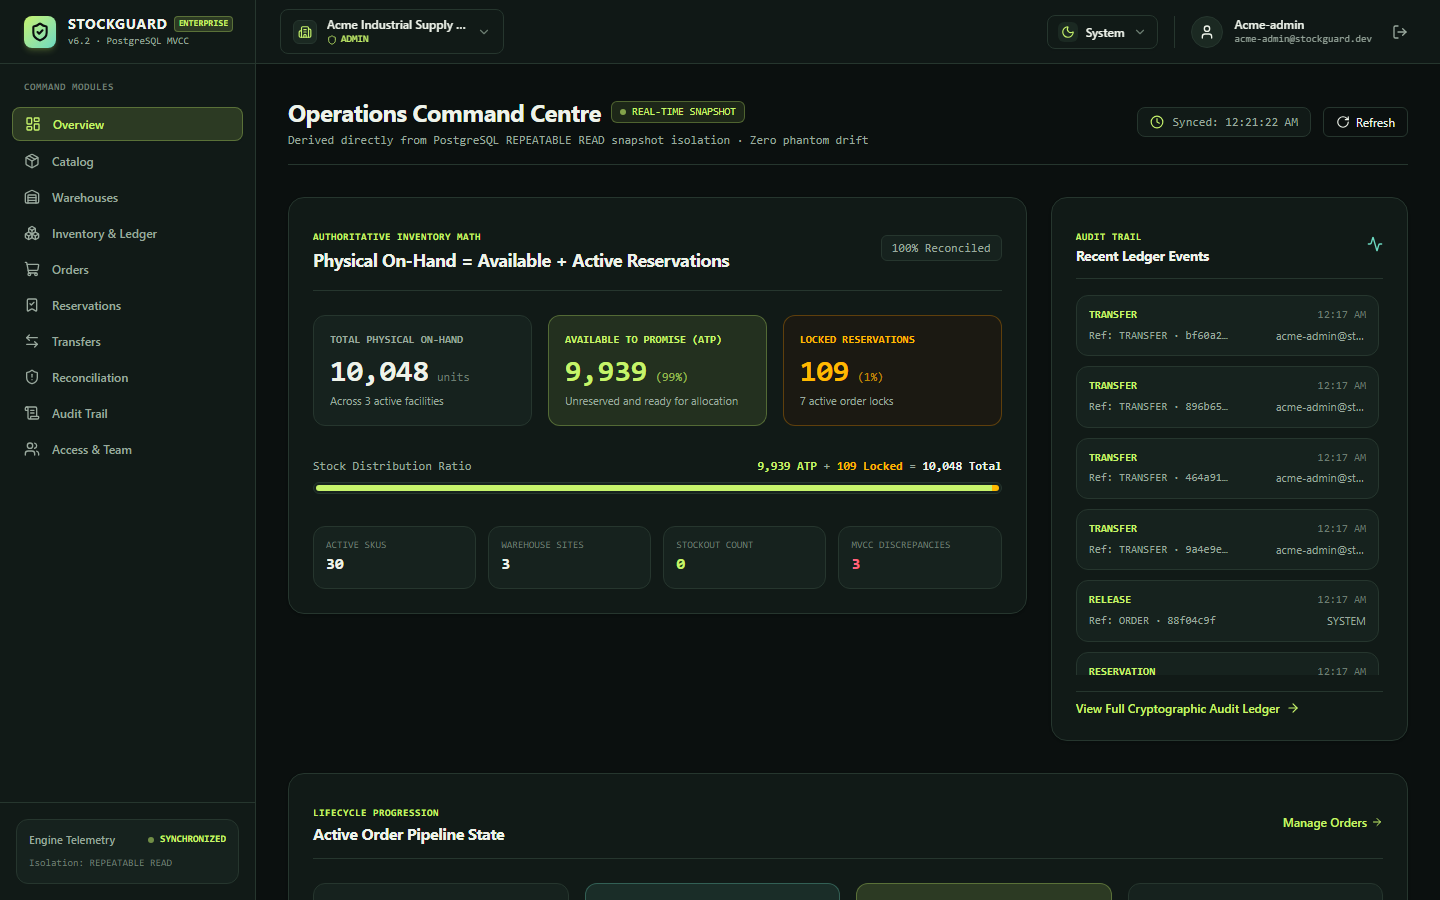 STOCKGUARD ENTERPRISE
v6.2 · PostgreSQL MVCC
Acme Industrial Supply ...
ADMIN
System
Acme-admin
acme-admin@stockguard.dev
COMMAND MODULES
Overview
Catalog
Warehouses
Inventory & Ledger
Orders
Reservations
Transfers
Reconciliation
Audit Trail
Access & Team
Engine Telemetry SYNCHRONIZED
Isolation: REPEATABLE READ
Operations Command Centre REAL-TIME SNAPSHOT
Derived directly from PostgreSQL REPEATABLE READ snapshot isolation · Zero phantom drift
Synced: 12:21:22 AM
Refresh
AUTHORITATIVE INVENTORY MATH
Physical On-Hand = Available + Active Reservations
100% Reconciled
TOTAL PHYSICAL ON-HAND
10,048 units
Across 3 active facilities
AVAILABLE TO PROMISE (ATP)
9,939 (99%)
Unreserved and ready for allocation
LOCKED RESERVATIONS
109 (1%)
7 active order locks
Stock Distribution Ratio
9,939 ATP + 109 Locked = 10,048 Total
ACTIVE SKUS
30
WAREHOUSE SITES
3
STOCKOUT COUNT
0
MVCC DISCREPANCIES
3
AUDIT TRAIL
Recent Ledger Events
TRANSFER 12:17 AM
Ref: TRANSFER · bf60a2… acme-admin@st...
TRANSFER 12:17 AM
Ref: TRANSFER · 896b65… acme-admin@st...
TRANSFER 12:17 AM
Ref: TRANSFER · 464a91… acme-admin@st...
TRANSFER 12:17 AM
Ref: TRANSFER · 9a4e9e… acme-admin@st...
RELEASE 12:17 AM
Ref: ORDER · 88f04c9f SYSTEM
RESERVATION 12:17 AM
View Full Cryptographic Audit Ledger
LIFECYCLE PROGRESSION
Active Order Pipeline State
Manage Orders